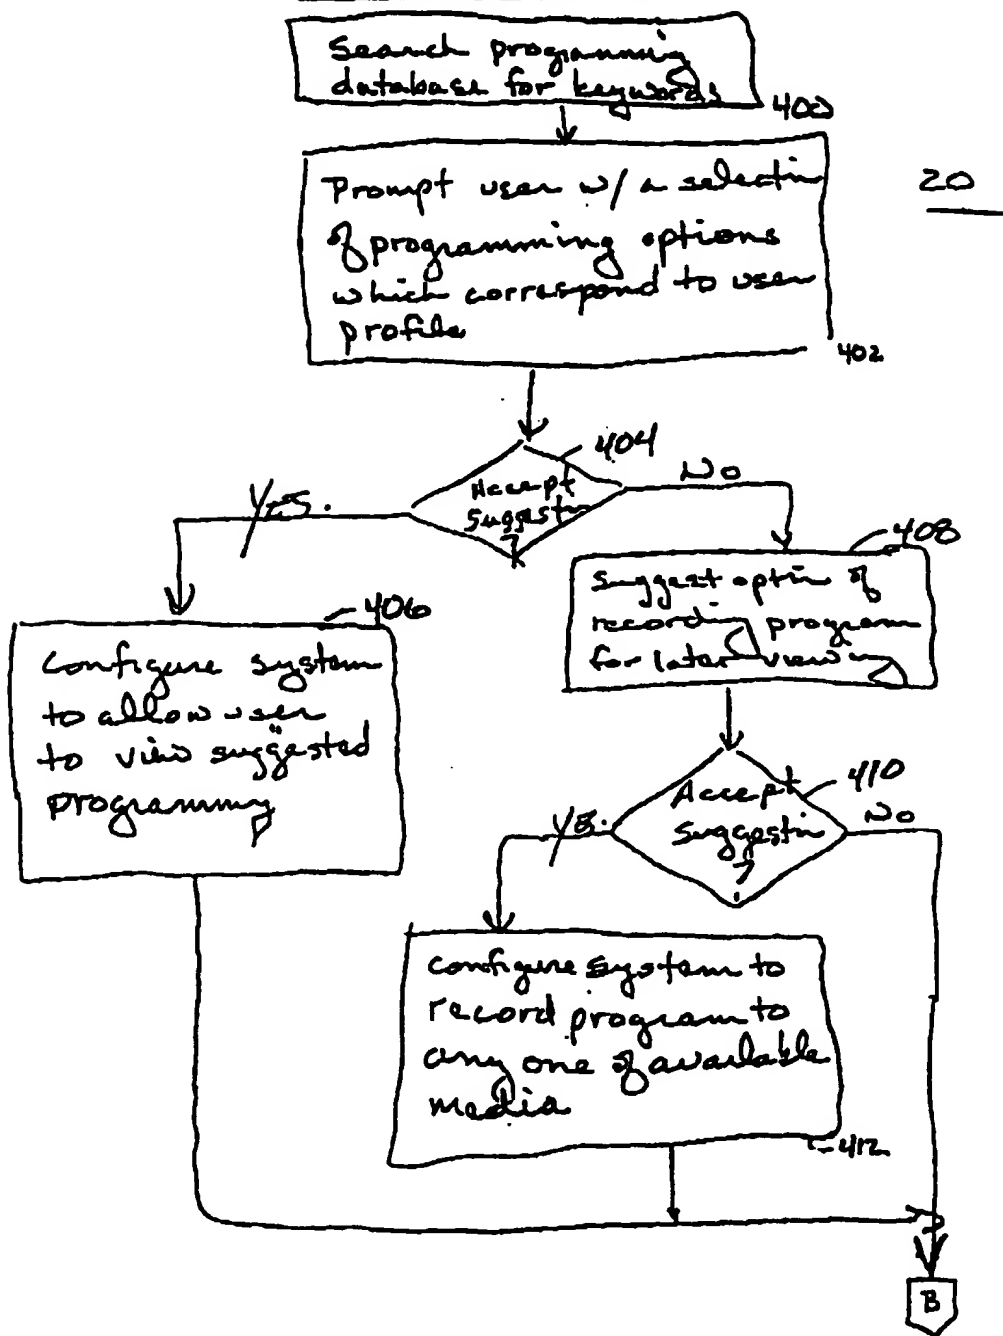 Search programming
database for keywords
400
Prompt user w/ a selection
of programming options
which correspond to user
profile
402
20
404
Accept
Suggestion
?
Yes.
No
406
Configure system
to allow user
to view suggested
programming
408
Suggest option of
recording program
for later viewing
410
Accept
Suggestion
?
Yes.
No
Configure system to
record program to
any one of available
media
412
B